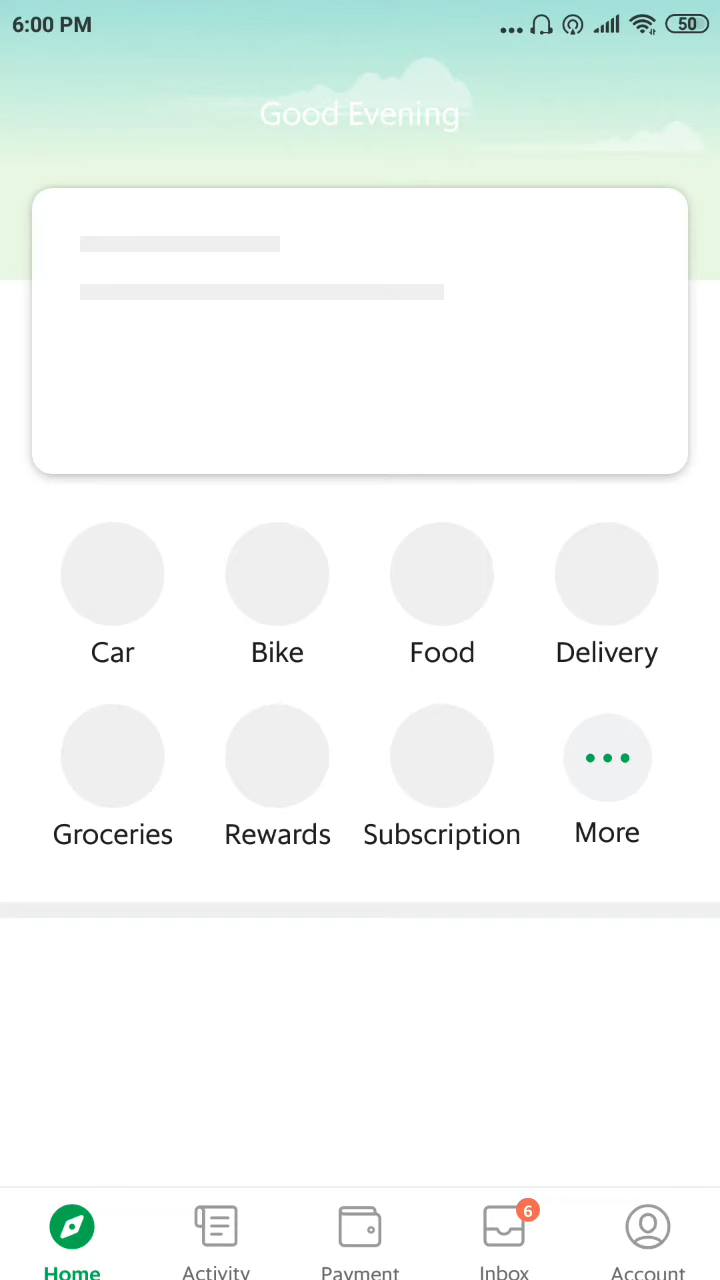 6:00 PM
50
Good Evening
Car Bike Food Delivery
Groceries Rewards Subscription More
6
Home Activity Payment Inbox Account